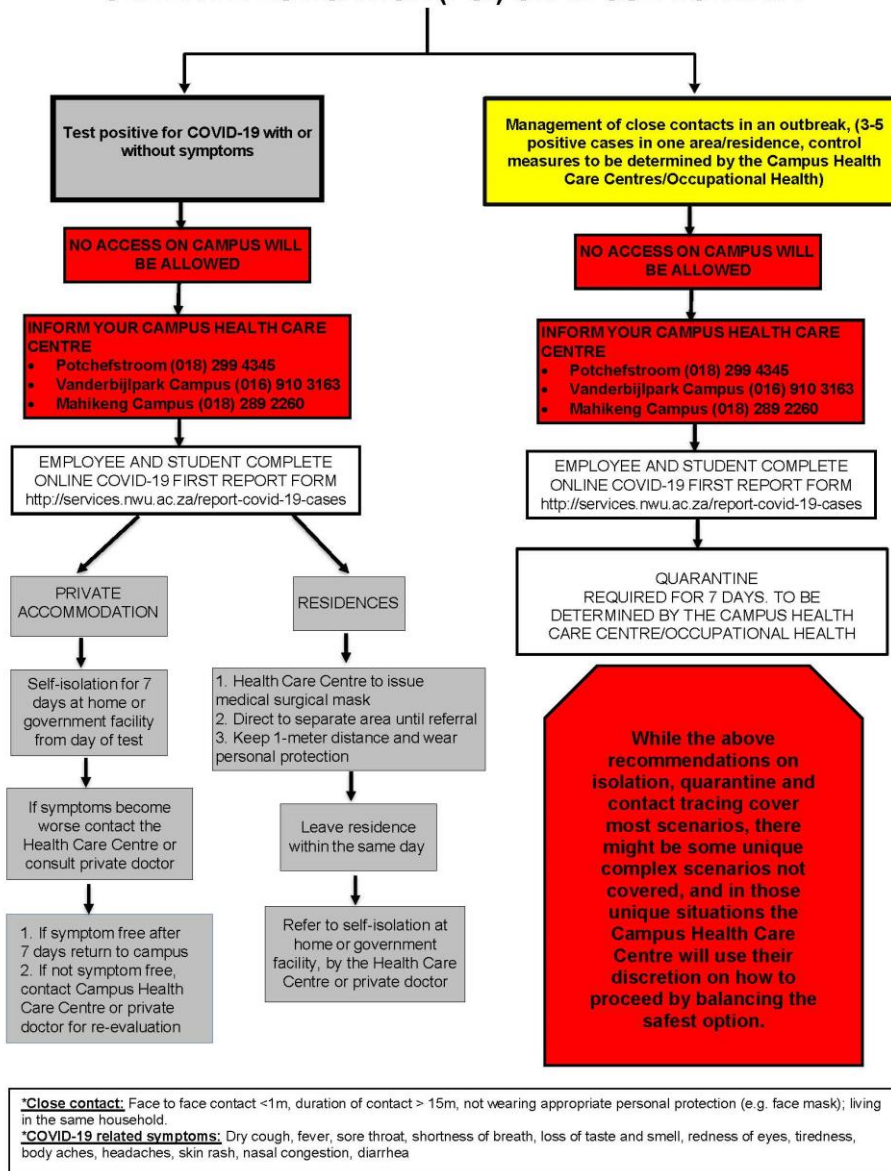 Test positive for COVID-19 with or
without symptoms
NO ACCESS ON CAMPUS WILL
BE ALLOWED
INFORM YOUR CAMPUS HEALTH CARE
CENTRE
• Potchefstroom (018) 299 4345
• Vanderbijlpark Campus (016) 910 3163
• Mahikeng Campus (018) 289 2260
EMPLOYEE AND STUDENT COMPLETE
ONLINE COVID-19 FIRST REPORT FORM
http://services.nwu.ac.za/report-covid-19-cases
PRIVATE
ACCOMMODATION
Self-isolation for 7
days at home or
government facility
from day of test
If symptoms become
worse contact the
Health Care Centre or
consult private doctor
1. If symptom free after
7 days return to campus
2. If not symptom free,
contact Campus Health
Care Centre or private
doctor for re-evaluation
RESIDENCES
1. Health Care Centre to issue
medical surgical mask
2. Direct to separate area until referral
3. Keep 1-meter distance and wear
personal protection
Leave residence
within the same day
Refer to self-isolation at
home or government
facility, by the Health Care
Centre or private doctor
Management of close contacts in an outbreak, (3-5
positive cases in one area/residence, control
measures to be determined by the Campus Health
Care Centres/Occupational Health)
NO ACCESS ON CAMPUS WILL
BE ALLOWED
INFORM YOUR CAMPUS HEALTH CARE
CENTRE
• Potchefstroom (018) 299 4345
• Vanderbijlpark Campus (016) 910 3163
• Mahikeng Campus (018) 289 2260
EMPLOYEE AND STUDENT COMPLETE
ONLINE COVID-19 FIRST REPORT FORM
http://services.nwu.ac.za/report-covid-19-cases
QUARANTINE
REQUIRED FOR 7 DAYS. TO BE
DETERMINED BY THE CAMPUS HEALTH
CARE CENTRE/OCCUPATIONAL HEALTH
While the above
recommendations on
isolation, quarantine and
contact tracing cover
most scenarios, there
might be some unique
complex scenarios not
covered, and in those
unique situations the
Campus Health Care
Centre will use their
discretion on how to
proceed by balancing the
safest option.
*Close contact: Face to face contact <1m, duration of contact > 15m, not wearing appropriate personal protection (e.g. face mask); living
in the same household.
*COVID-19 related symptoms: Dry cough, fever, sore throat, shortness of breath, loss of taste and smell, redness of eyes, tiredness,
body aches, headaches, skin rash, nasal congestion, diarrhea